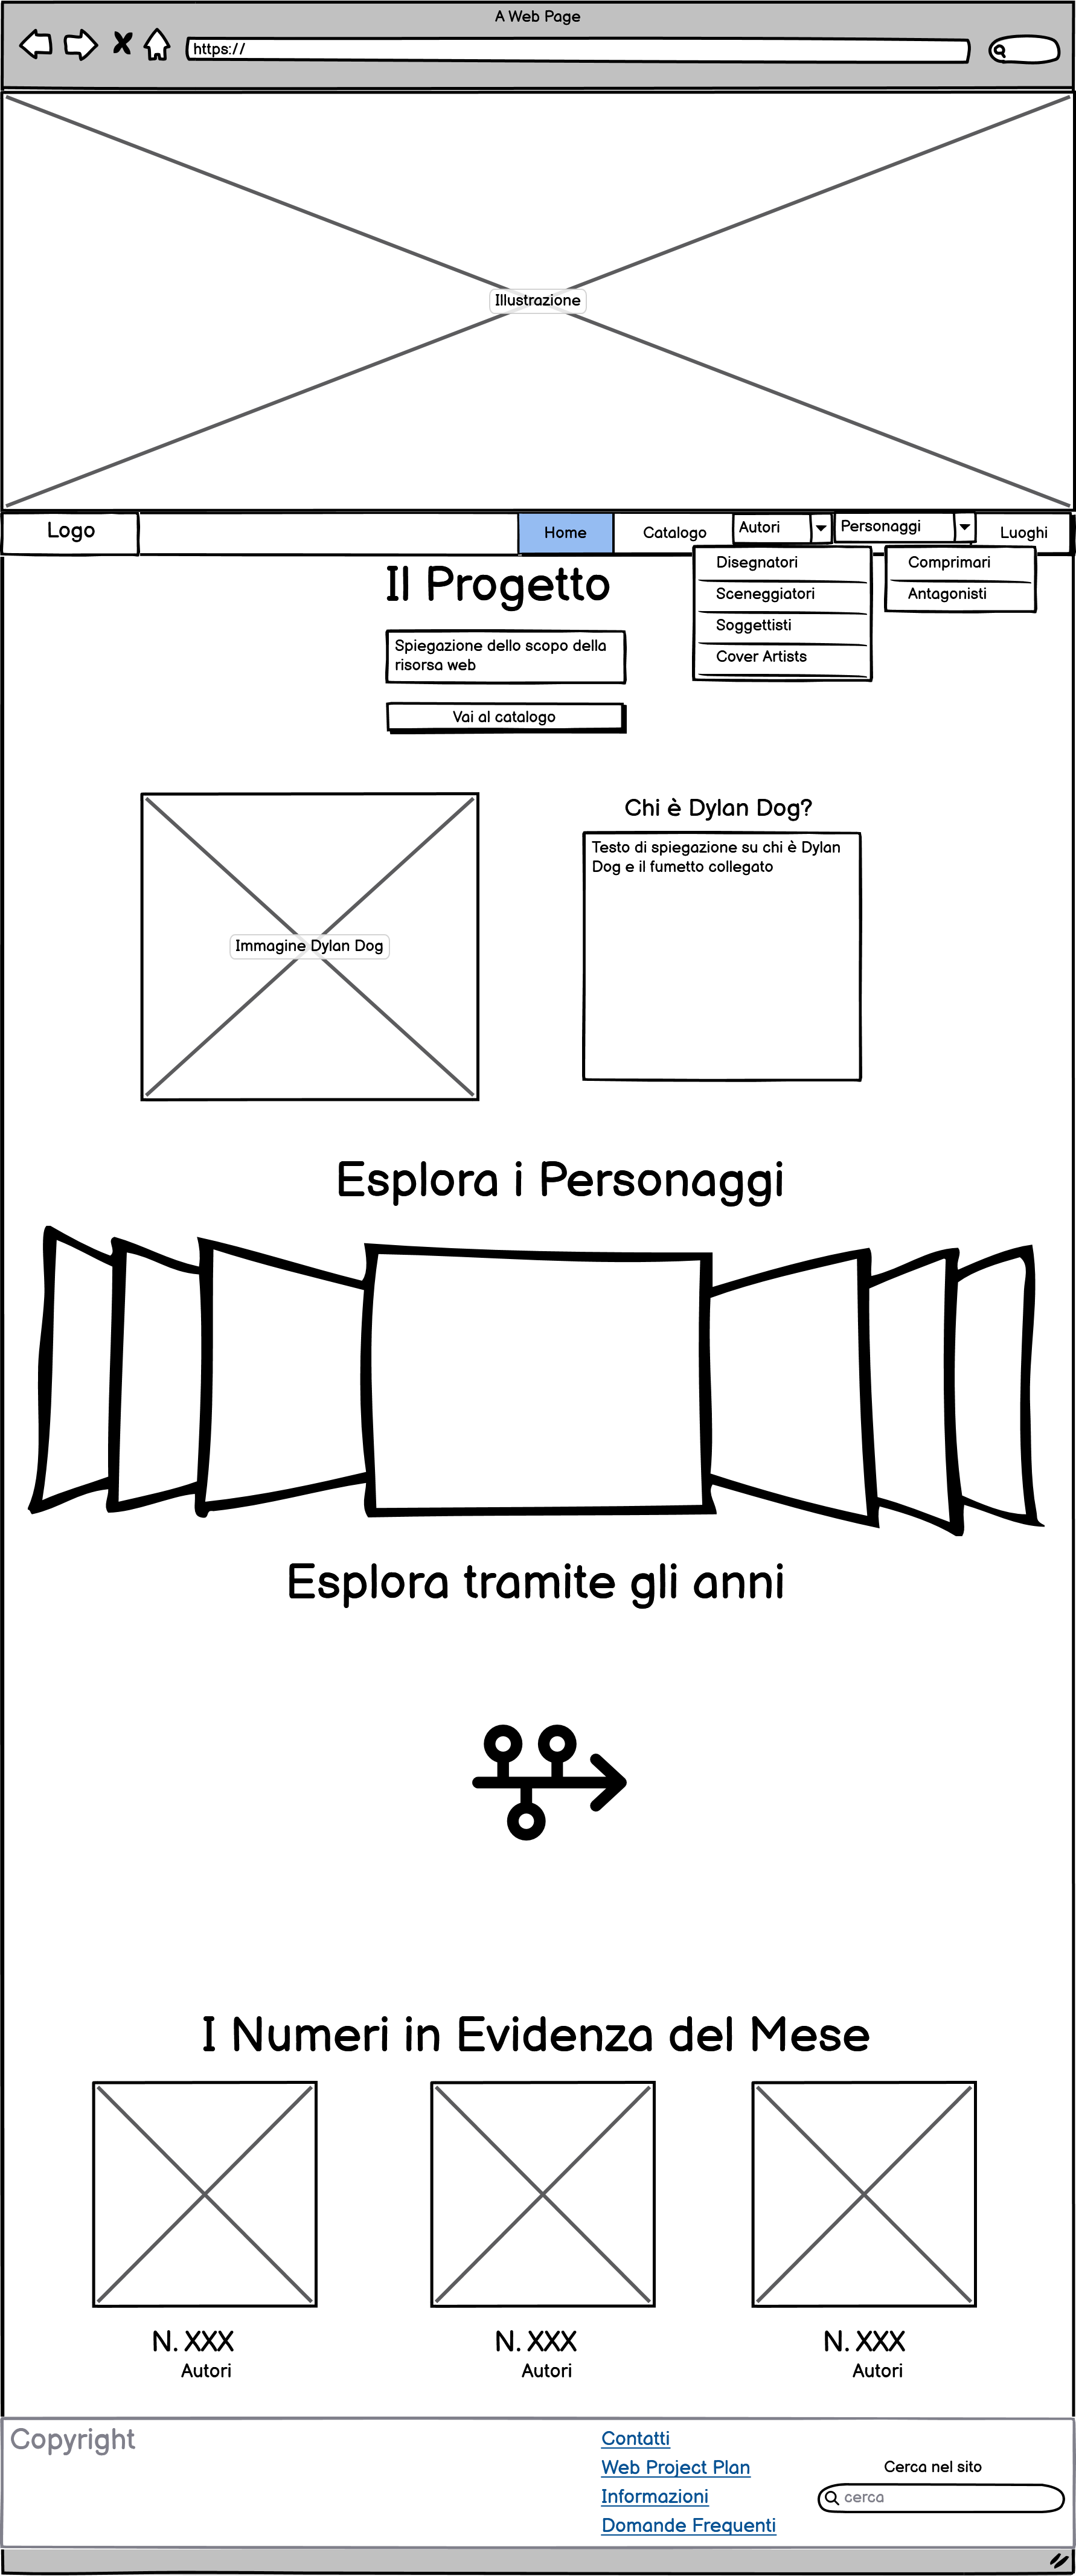 A Web Page
https://
Illustrazione
Logo
Home
Catalogo
Autori
Personaggi
Luoghi
Disegnatori
Sceneggiatori
Soggettisti
Cover Artists
Comprimari
Antagonisti
Il Progetto
Spiegazione dello scopo della
risorsa web
Vai al catalogo
Immagine Dylan Dog
Chi è Dylan Dog?
Testo di spiegazione su chi è Dylan
Dog e il fumetto collegato
Esplora i Personaggi
Esplora tramite gli anni
I Numeri in Evidenza del Mese
N. XXX
Autori
N. XXX
Autori
N. XXX
Autori
Copyright
Contatti
Web Project Plan
Informazioni
Domande Frequenti
Cerca nel sito
cerca